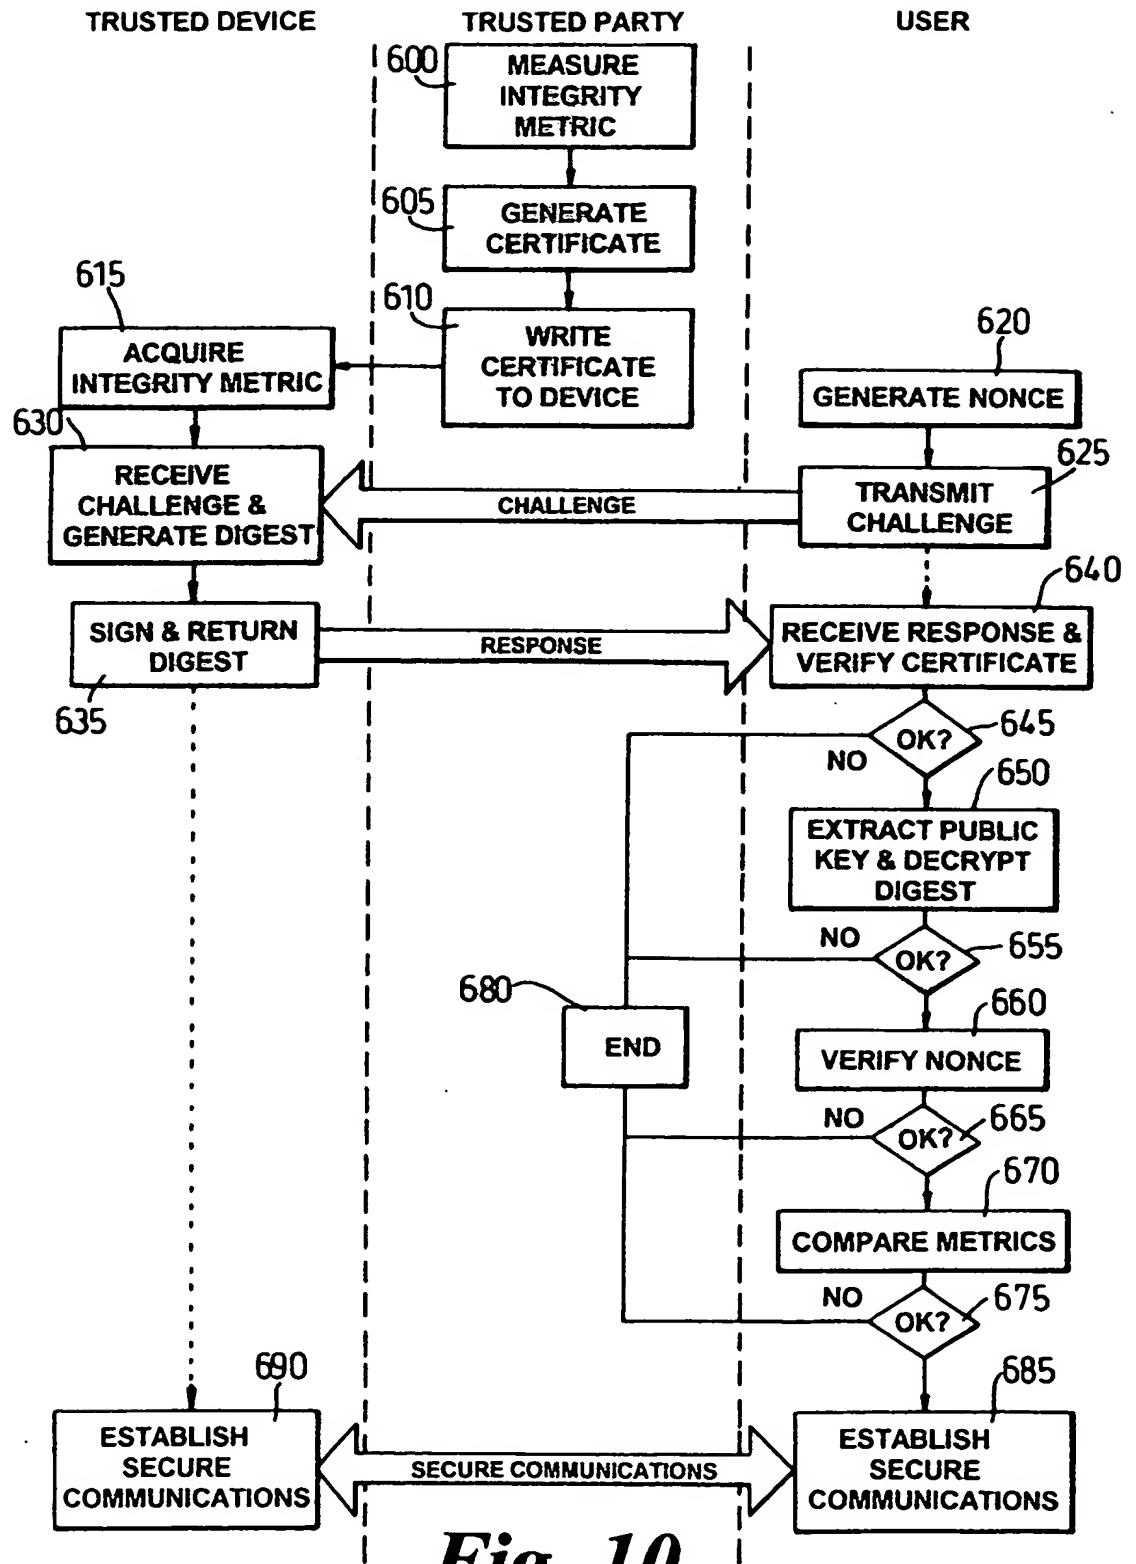 TRUSTED DEVICE
TRUSTED PARTY
USER
600
MEASURE
INTEGRITY
METRIC
605
GENERATE
CERTIFICATE
610
WRITE
CERTIFICATE
TO DEVICE
615
ACQUIRE
INTEGRITY METRIC
620
GENERATE NONCE
630
RECEIVE
CHALLENGE &
GENERATE DIGEST
CHALLENGE
625
TRANSMIT
CHALLENGE
SIGN & RETURN
DIGEST
635
RESPONSE
640
RECEIVE RESPONSE &
VERIFY CERTIFICATE
OK?
645
NO
650
EXTRACT PUBLIC
KEY & DECRYPT
DIGEST
NO
OK?
655
680
END
660
VERIFY NONCE
NO
OK?
665
670
COMPARE METRICS
NO
OK?
675
690
ESTABLISH
SECURE
COMMUNICATIONS
SECURE COMMUNICATIONS
685
ESTABLISH
SECURE
COMMUNICATIONS
Fig. 10